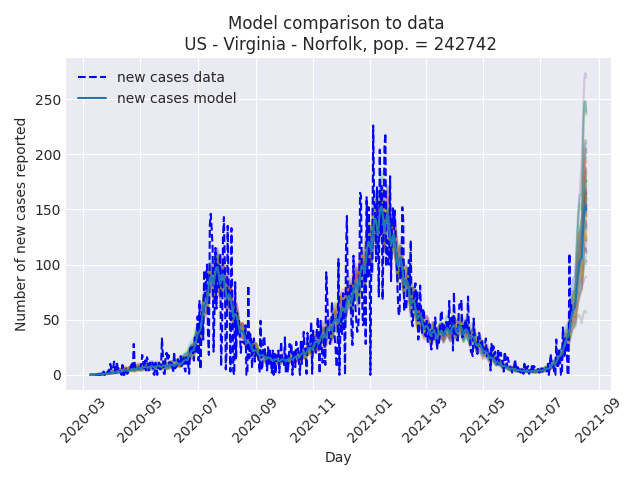 Model comparison to data
US - Virginia - Norfolk, pop. = 242742
new cases data
new cases model
Number of new cases reported
250
200
150
100
50
0
2020-03
2020-05
2020-07
2020-09
2020-11
2021-01
2021-03
2021-05
2021-07
2021-09
Day